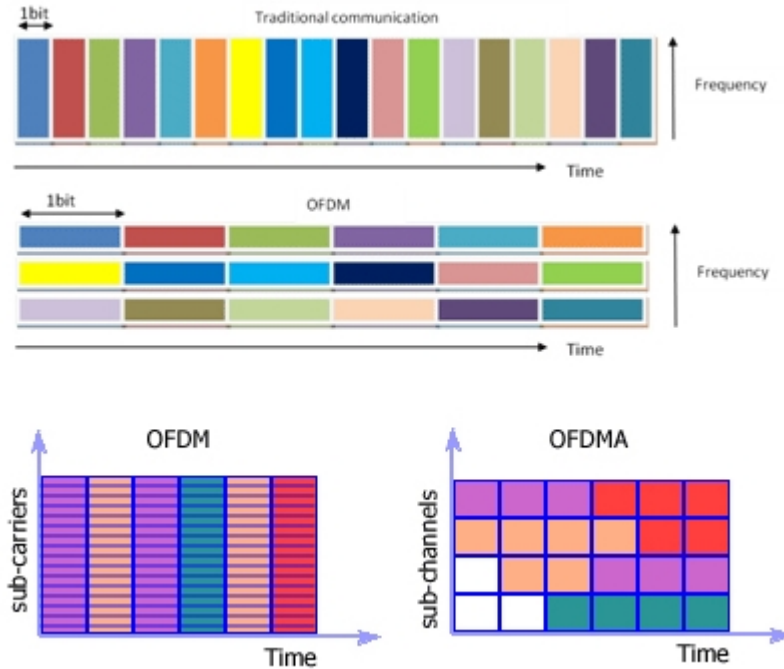 1bit
Traditional communication
Frequency
Time
1bit
OFDM
Frequency
Time
OFDM
sub-carriers
Time
OFDMA
sub-channels
Time